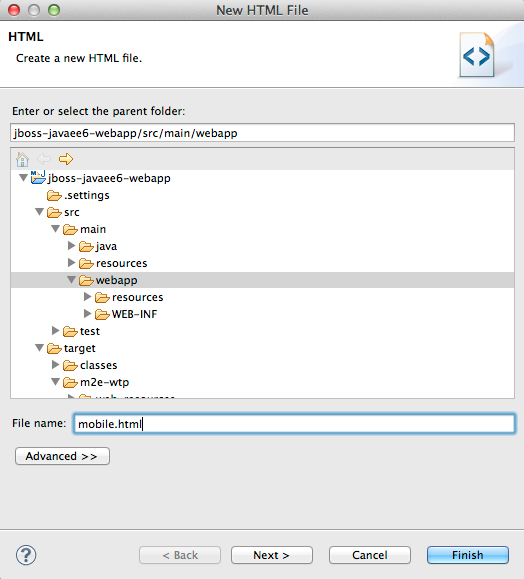 New HTML File
HTML
Create a new HTML file.
Enter or select the parent folder:
jboss-javaee6-webapp/src/main/webapp
jboss-javaee6-webapp
.settings
src
main
java
resources
webapp
resources
WEB-INF
test
target
classes
m2e-wtp
web-resources
File name: mobile.html
Advanced >>
? < Back Next > Cancel Finish